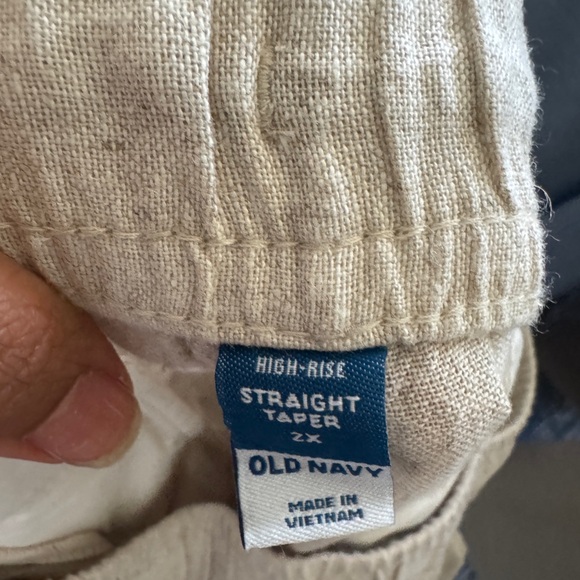 HIGH-RISE
STRAIGHT
TAPER
2X
OLD NAVY
MADE IN
VIETNAM